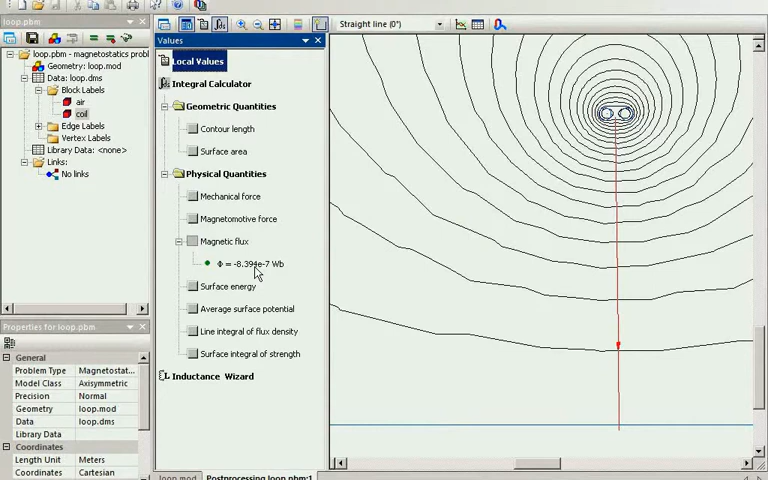 Straight line (0°)
loop.pbm
loop.pbm - magnetostatics probl
Geometry: loop.mod
Data: loop.dms
Block Labels
air
coil
Edge Labels
Vertex Labels
Library Data: <none>
Links:
No links
Properties for loop.pbm
General
Problem Type Magnetostat...
Model Class Axisymmetric
Precision Normal
Geometry loop.mod
Data loop.dms
Library Data
Coordinates
Length Unit Meters
Coordinates Cartesian
Values
Local Values
Integral Calculator
Geometric Quantities
Contour length
Surface area
Physical Quantities
Mechanical force
Magnetomotive force
Magnetic flux
Φ = -8.394e-7 Wb
Surface energy
Average surface potential
Line integral of flux density
Surface integral of strength
Inductance Wizard
loop.mod
Postprocessing loop.pbm:1